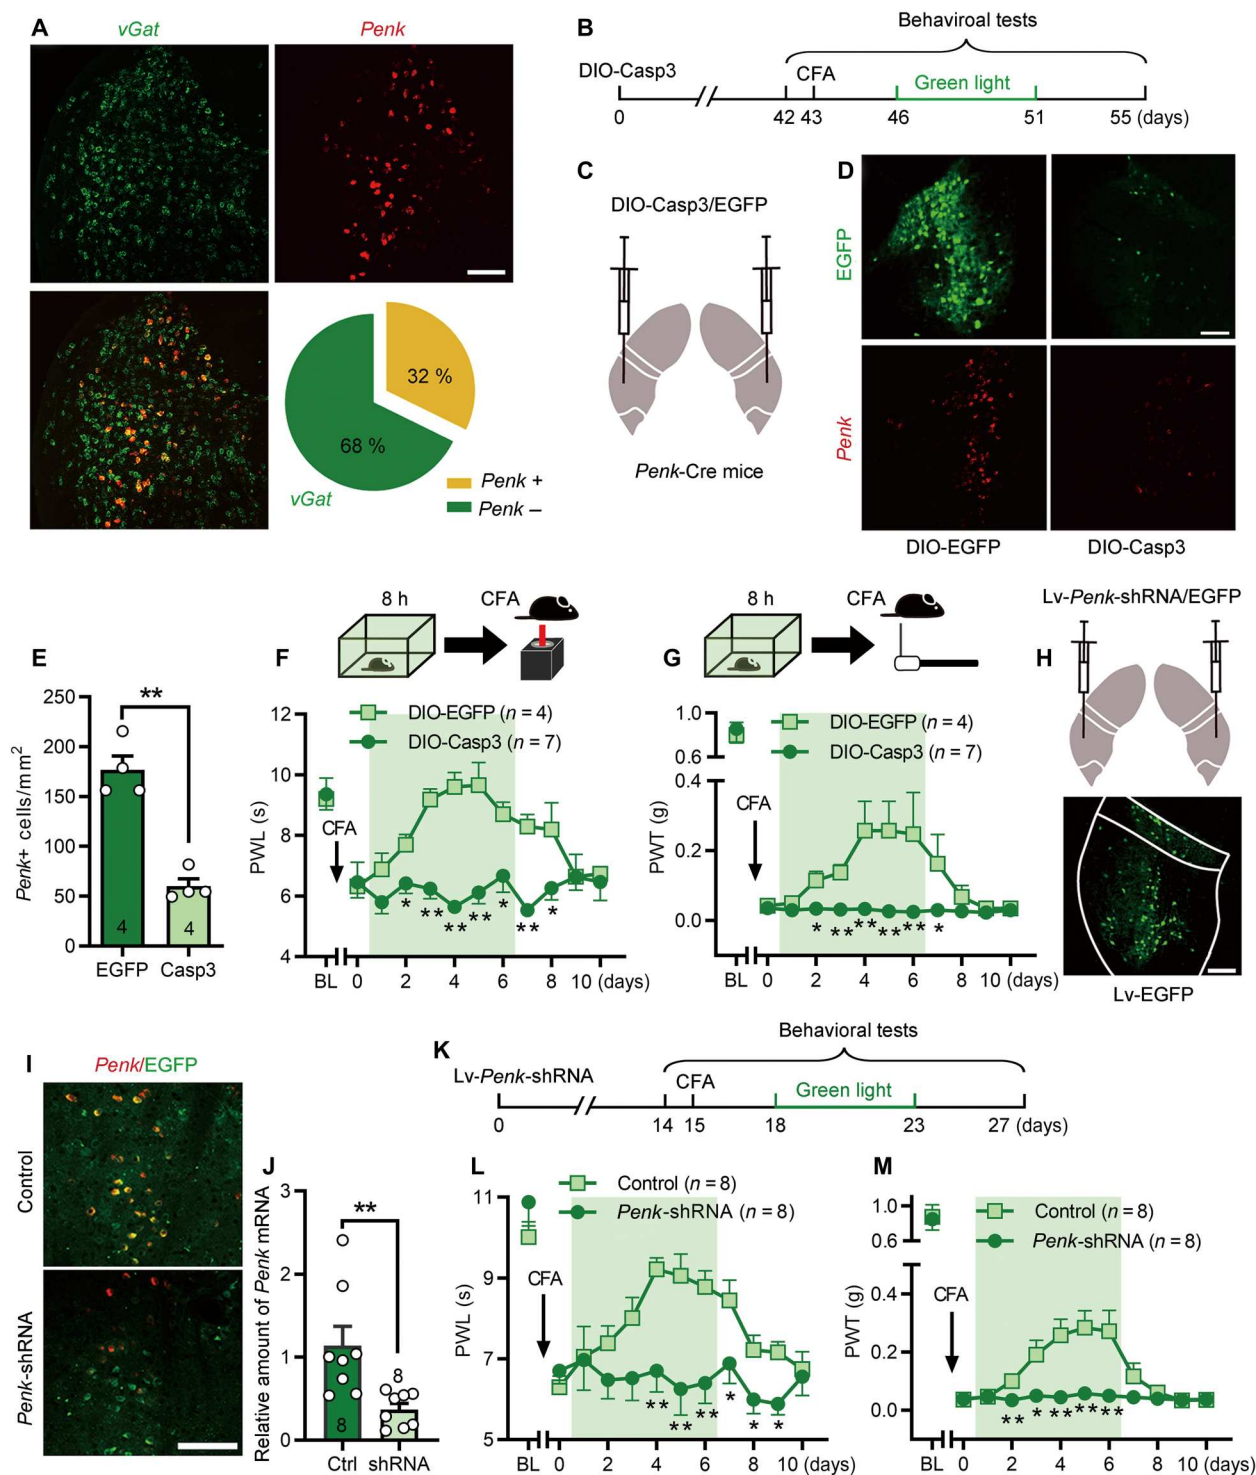 A
vGat
Penk
32 %
68 %
vGat
Penk +
Penk –
B
Behaviroal tests
DIO-Casp3
CFA
Green light
0
42 43
46
51
55 (days)
C
DIO-Casp3/EGFP
Penk-Cre mice
D
EGFP
Penk
DIO-EGFP
DIO-Casp3
E
Penk+ cells/mm²
250
200
150
100
50
0
**
4
4
EGFP
Casp3
F
8 h
CFA
DIO-EGFP (n = 4)
DIO-Casp3 (n = 7)
PWL (s)
12
10
8
6
4
CFA
*
**
**
**
*
**
*
BL
0
2
4
6
8
10 (days)
G
8 h
CFA
DIO-EGFP (n = 4)
DIO-Casp3 (n = 7)
PWT (g)
1.0
0.6
0.4
0.2
0.0
CFA
*
**
**
**
**
*
BL
0
2
4
6
8
10 (days)
H
Lv-Penk-shRNA/EGFP
Lv-EGFP
I
Penk/EGFP
Control
Penk-shRNA
J
Relative amount of Penk mRNA
3
2
1
0
**
8
8
Ctrl
shRNA
K
Behavioral tests
Lv-Penk-shRNA
CFA
Green light
0
14 15
18
23
27 (days)
L
Control (n = 8)
Penk-shRNA (n = 8)
PWL (s)
11
9
7
5
CFA
**
**
**
*
*
*
BL
0
2
4
6
8
10 (days)
M
Control (n = 8)
Penk-shRNA (n = 8)
PWT (g)
1.0
0.6
0.4
0.2
0.0
CFA
**
*
**
**
**
BL
0
2
4
6
8
10 (days)